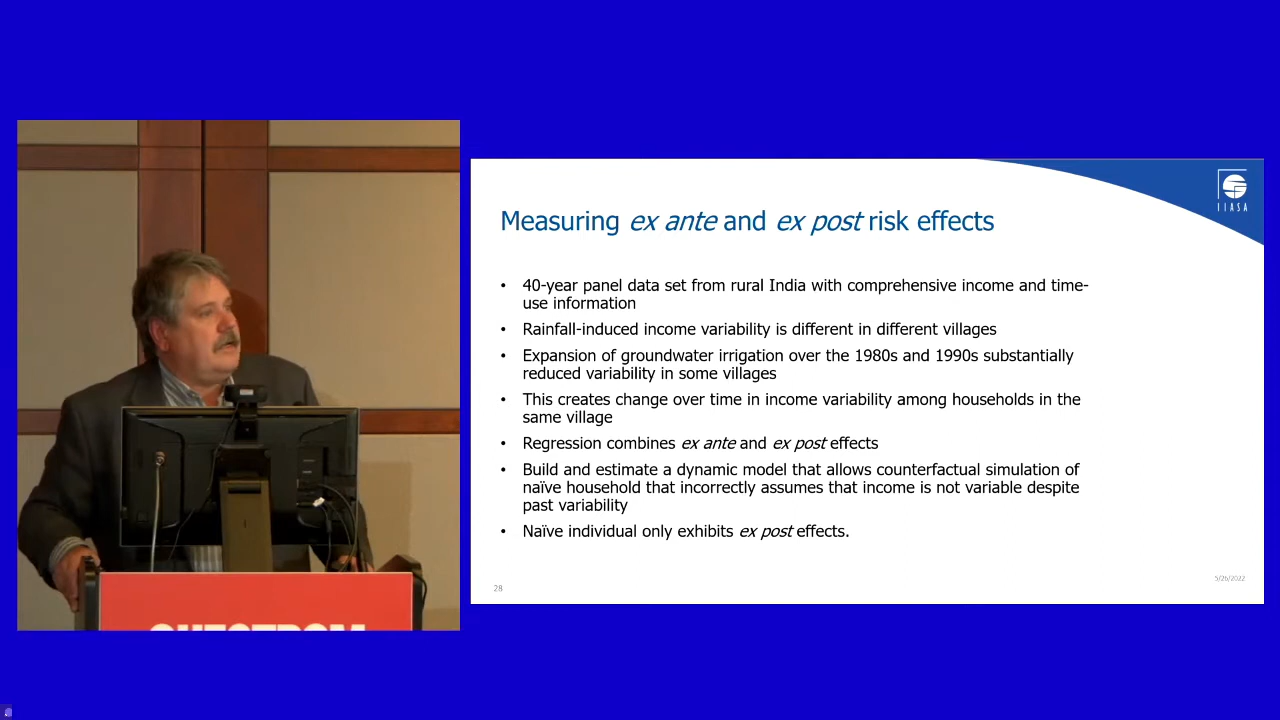 IIASA
Measuring ex ante and ex post risk effects
• 40-year panel data set from rural India with comprehensive income and time-
use information
• Rainfall-induced income variability is different in different villages
• Expansion of groundwater irrigation over the 1980s and 1990s substantially
reduced variability in some villages
• This creates change over time in income variability among households in the
same village
• Regression combines ex ante and ex post effects
• Build and estimate a dynamic model that allows counterfactual simulation of
naïve household that incorrectly assumes that income is not variable despite
past variability
• Naïve individual only exhibits ex post effects.
28
5/26/2022
QUESTROM